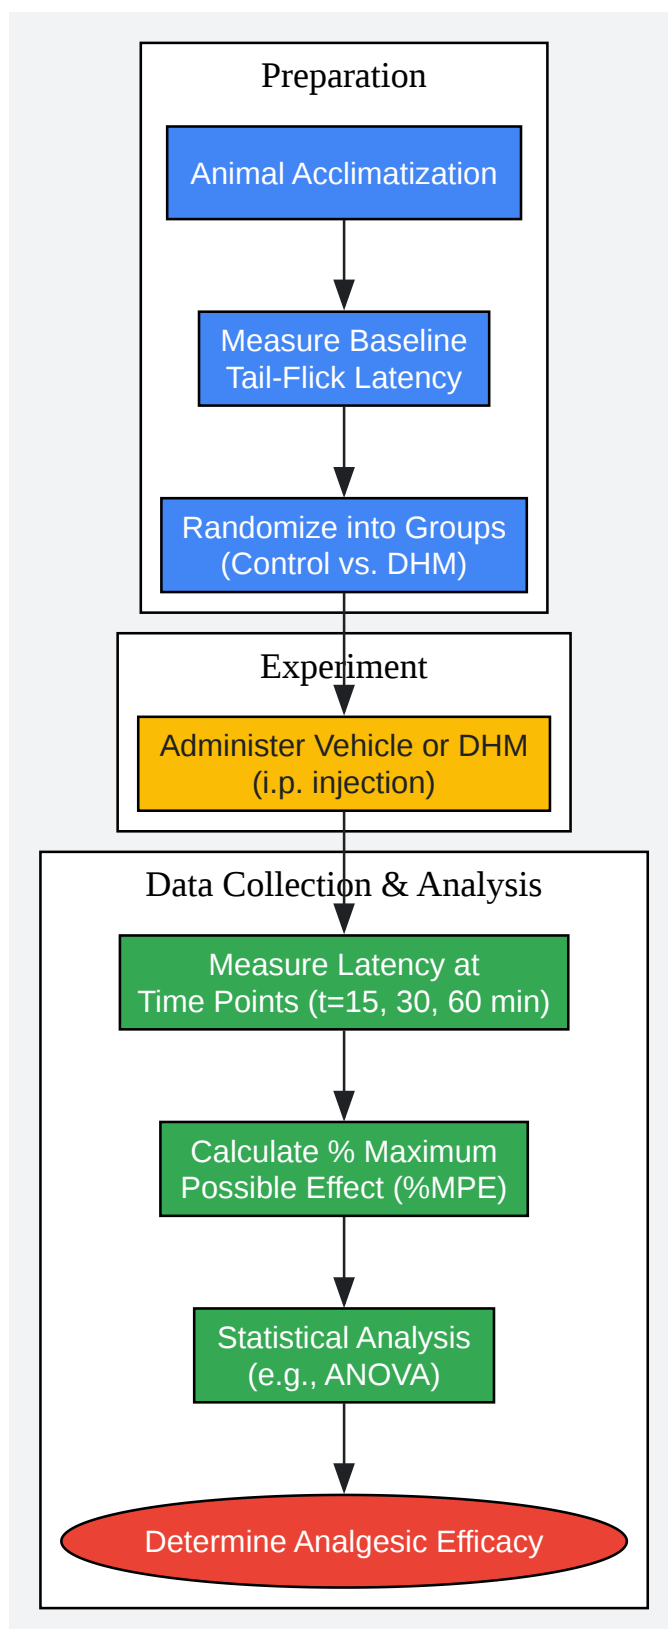 Preparation
Animal Acclimatization
Measure Baseline
Tail-Flick Latency
Randomize into Groups
(Control vs. DHM)
Experiment
Administer Vehicle or DHM
(i.p. injection)
Data Collection & Analysis
Measure Latency at
Time Points (t=15, 30, 60 min)
Calculate % Maximum
Possible Effect (%MPE)
Statistical Analysis
(e.g., ANOVA)
Determine Analgesic Efficacy